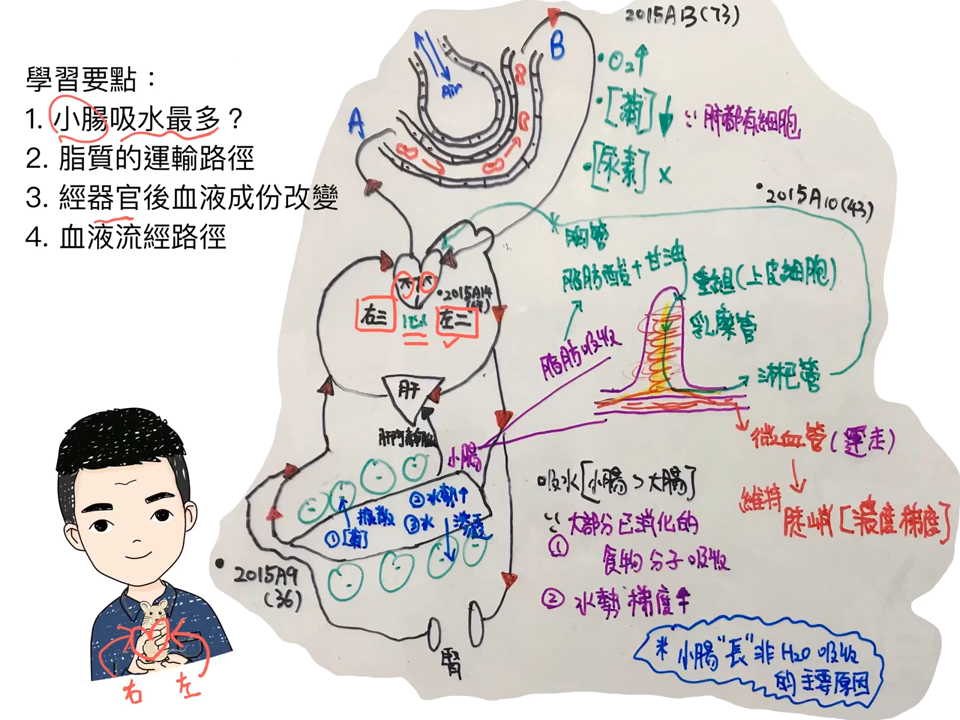 學習要點：
1. 小腸吸水最多？
2. 脂質的運輸路徑
3. 經器官後血液成份改變
4. 血液流經路徑
2015A13(73)
Air
A
B
• O₂↑
• [葡]↓ ∵ 肝都有細胞
• [尿素] x
• 2015A10(43)
胸管
脂肪酸 + 甘油
重組(上皮細胞)
乳糜管
淋巴管
脂肪吸收
微血管(運走)
維持
陡峭[濃度梯度]
• 2015A14
右三
左二
肝
小腸
擴散
①[葡]
②水勢↑
③水
滲透
• 2015A9
(36)
腎
吸水[小腸 > 大腸]
∵ 大部分已消化的
① 食物分子吸收
② 水勢梯度↑
* 小腸"長"非H₂O吸收
的主要原因
右 左